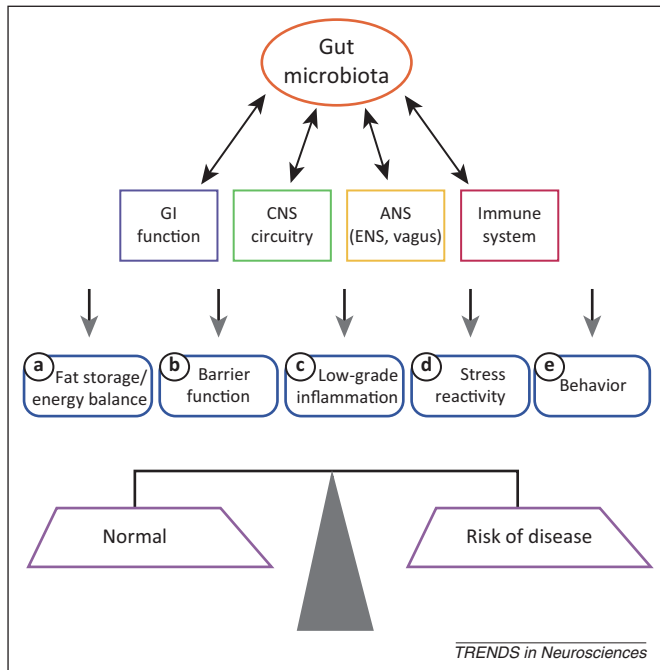 Gut
microbiota
GI
function
CNS
circuitry
ANS
(ENS, vagus)
Immune
system
a
Fat storage/
energy balance
b
Barrier
function
c
Low-grade
inflammation
d
Stress
reactivity
e
Behavior
Normal
Risk of disease
TRENDS in Neurosciences